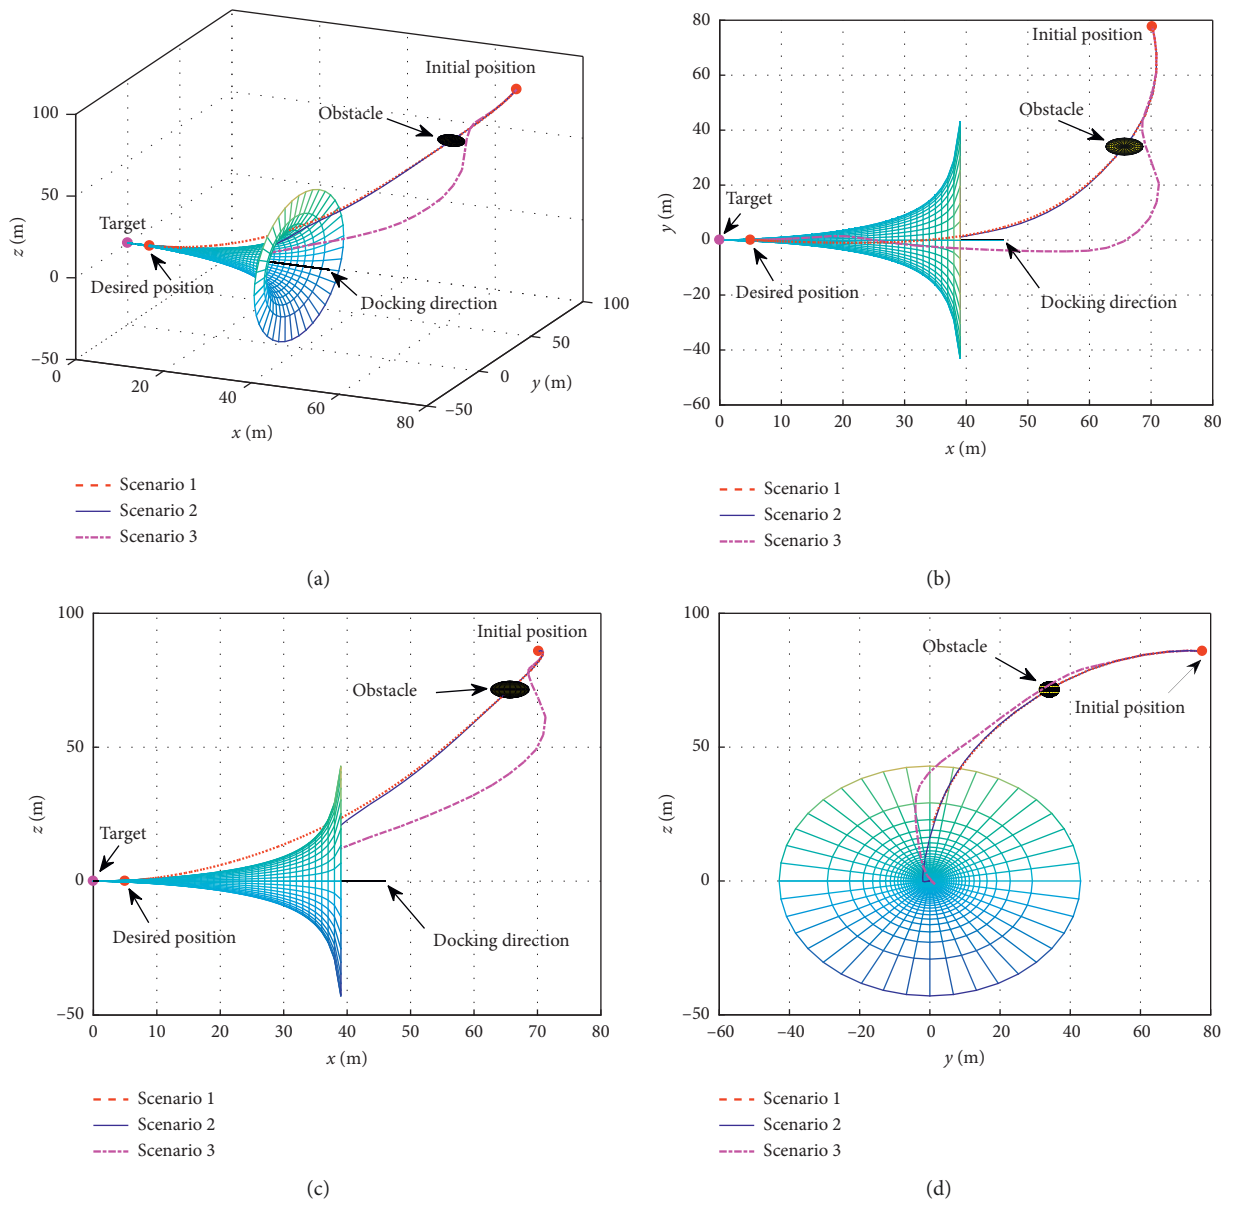 100
50
0
−50
z (m)
0
20
40
60
80
x (m)
−50
0
50
100
y (m)
Initial position
Obstacle
Target
Desired position
Docking direction
Scenario 1
Scenario 2
Scenario 3
(a)
80
60
40
20
0
−20
−40
−60
y (m)
0
10
20
30
40
50
60
70
80
x (m)
Initial position
Obstacle
Target
Desired position
Docking direction
Scenario 1
Scenario 2
Scenario 3
(b)
100
50
0
−50
z (m)
0
10
20
30
40
50
60
70
80
x (m)
Initial position
Obstacle
Target
Desired position
Docking direction
Scenario 1
Scenario 2
Scenario 3
(c)
100
50
0
−50
z (m)
−60
−40
−20
0
20
40
60
80
y (m)
Obstacle
Initial position
Scenario 1
Scenario 2
Scenario 3
(d)